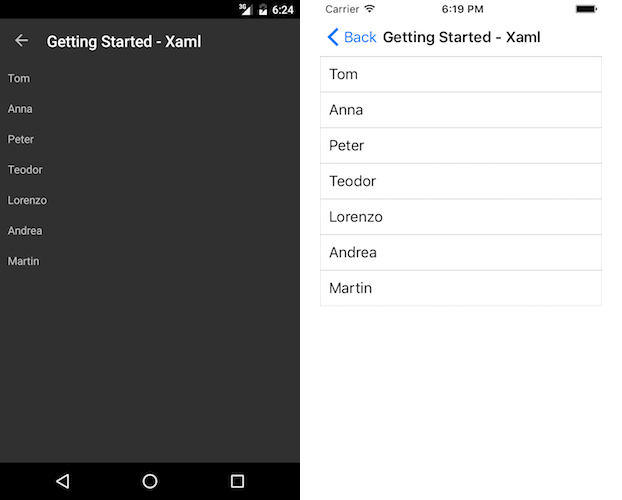 3G 6:24
Getting Started - Xaml
Tom
Anna
Peter
Teodor
Lorenzo
Andrea
Martin
Carrier 6:19 PM
Back Getting Started - Xaml
Tom
Anna
Peter
Teodor
Lorenzo
Andrea
Martin